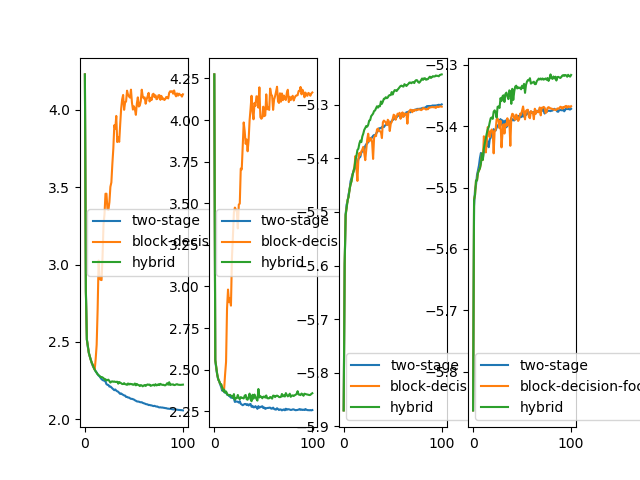 4.0
3.5
3.0
2.5
2.0
0
100
two-stage
block-decis
hybrid
4.25
4.00
3.75
3.50
3.25
3.00
2.75
2.50
2.25
0
100
two-stage
block-decis
hybrid
−5.3
−5.4
−5.5
−5.6
−5.7
−5.8
−5.9
0
100
two-stage
block-decis
hybrid
−5.3
−5.4
−5.5
−5.6
−5.7
−5.8
0
100
two-stage
block-decision-foc
hybrid